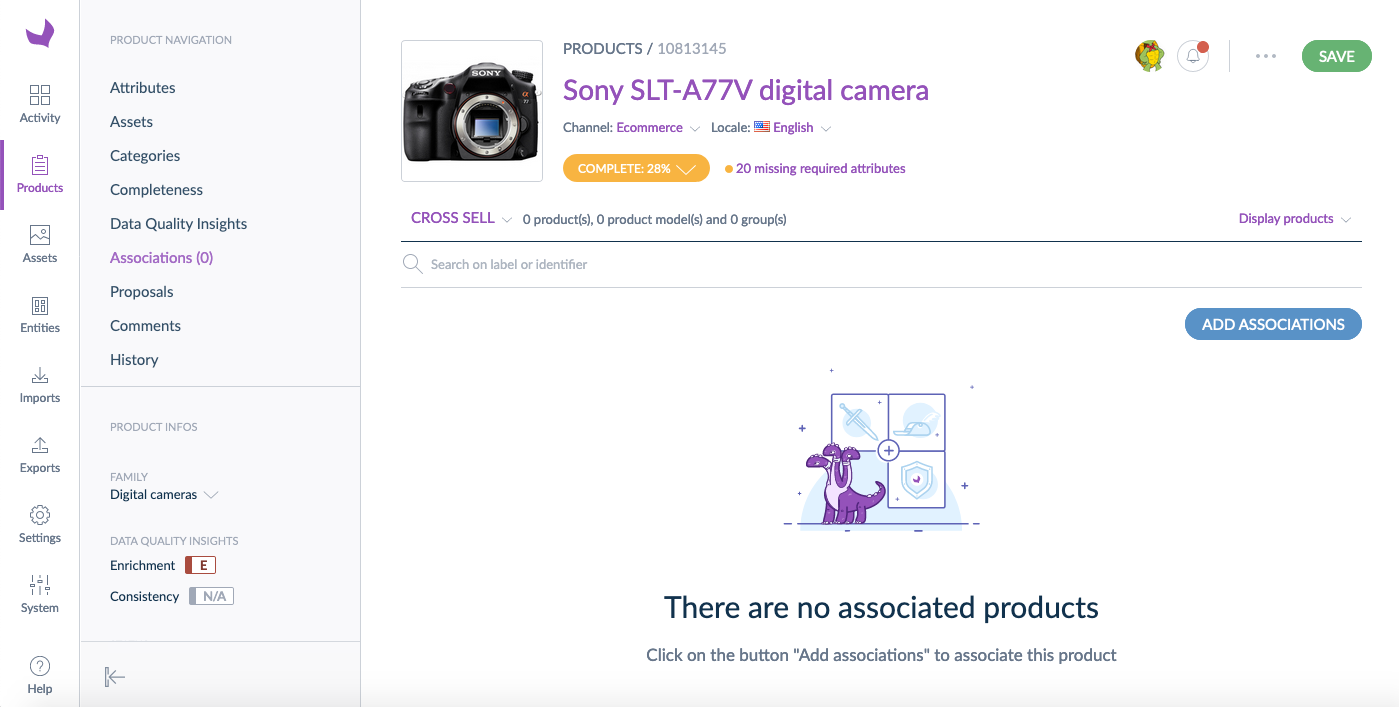 Activity
Products
Assets
Entities
Imports
Exports
Settings
System
Help
PRODUCT NAVIGATION
Attributes
Assets
Categories
Completeness
Data Quality Insights
Associations (0)
Proposals
Comments
History
PRODUCT INFOS
FAMILY
Digital cameras
DATA QUALITY INSIGHTS
Enrichment E
Consistency N/A
SONY
α
77
PRODUCTS / 10813145
Sony SLT-A77V digital camera
Channel: Ecommerce Locale: English
COMPLETE: 28% 20 missing required attributes
SAVE
CROSS SELL 0 product(s), 0 product model(s) and 0 group(s) Display products
Search on label or identifier
ADD ASSOCIATIONS
There are no associated products
Click on the button "Add associations" to associate this product